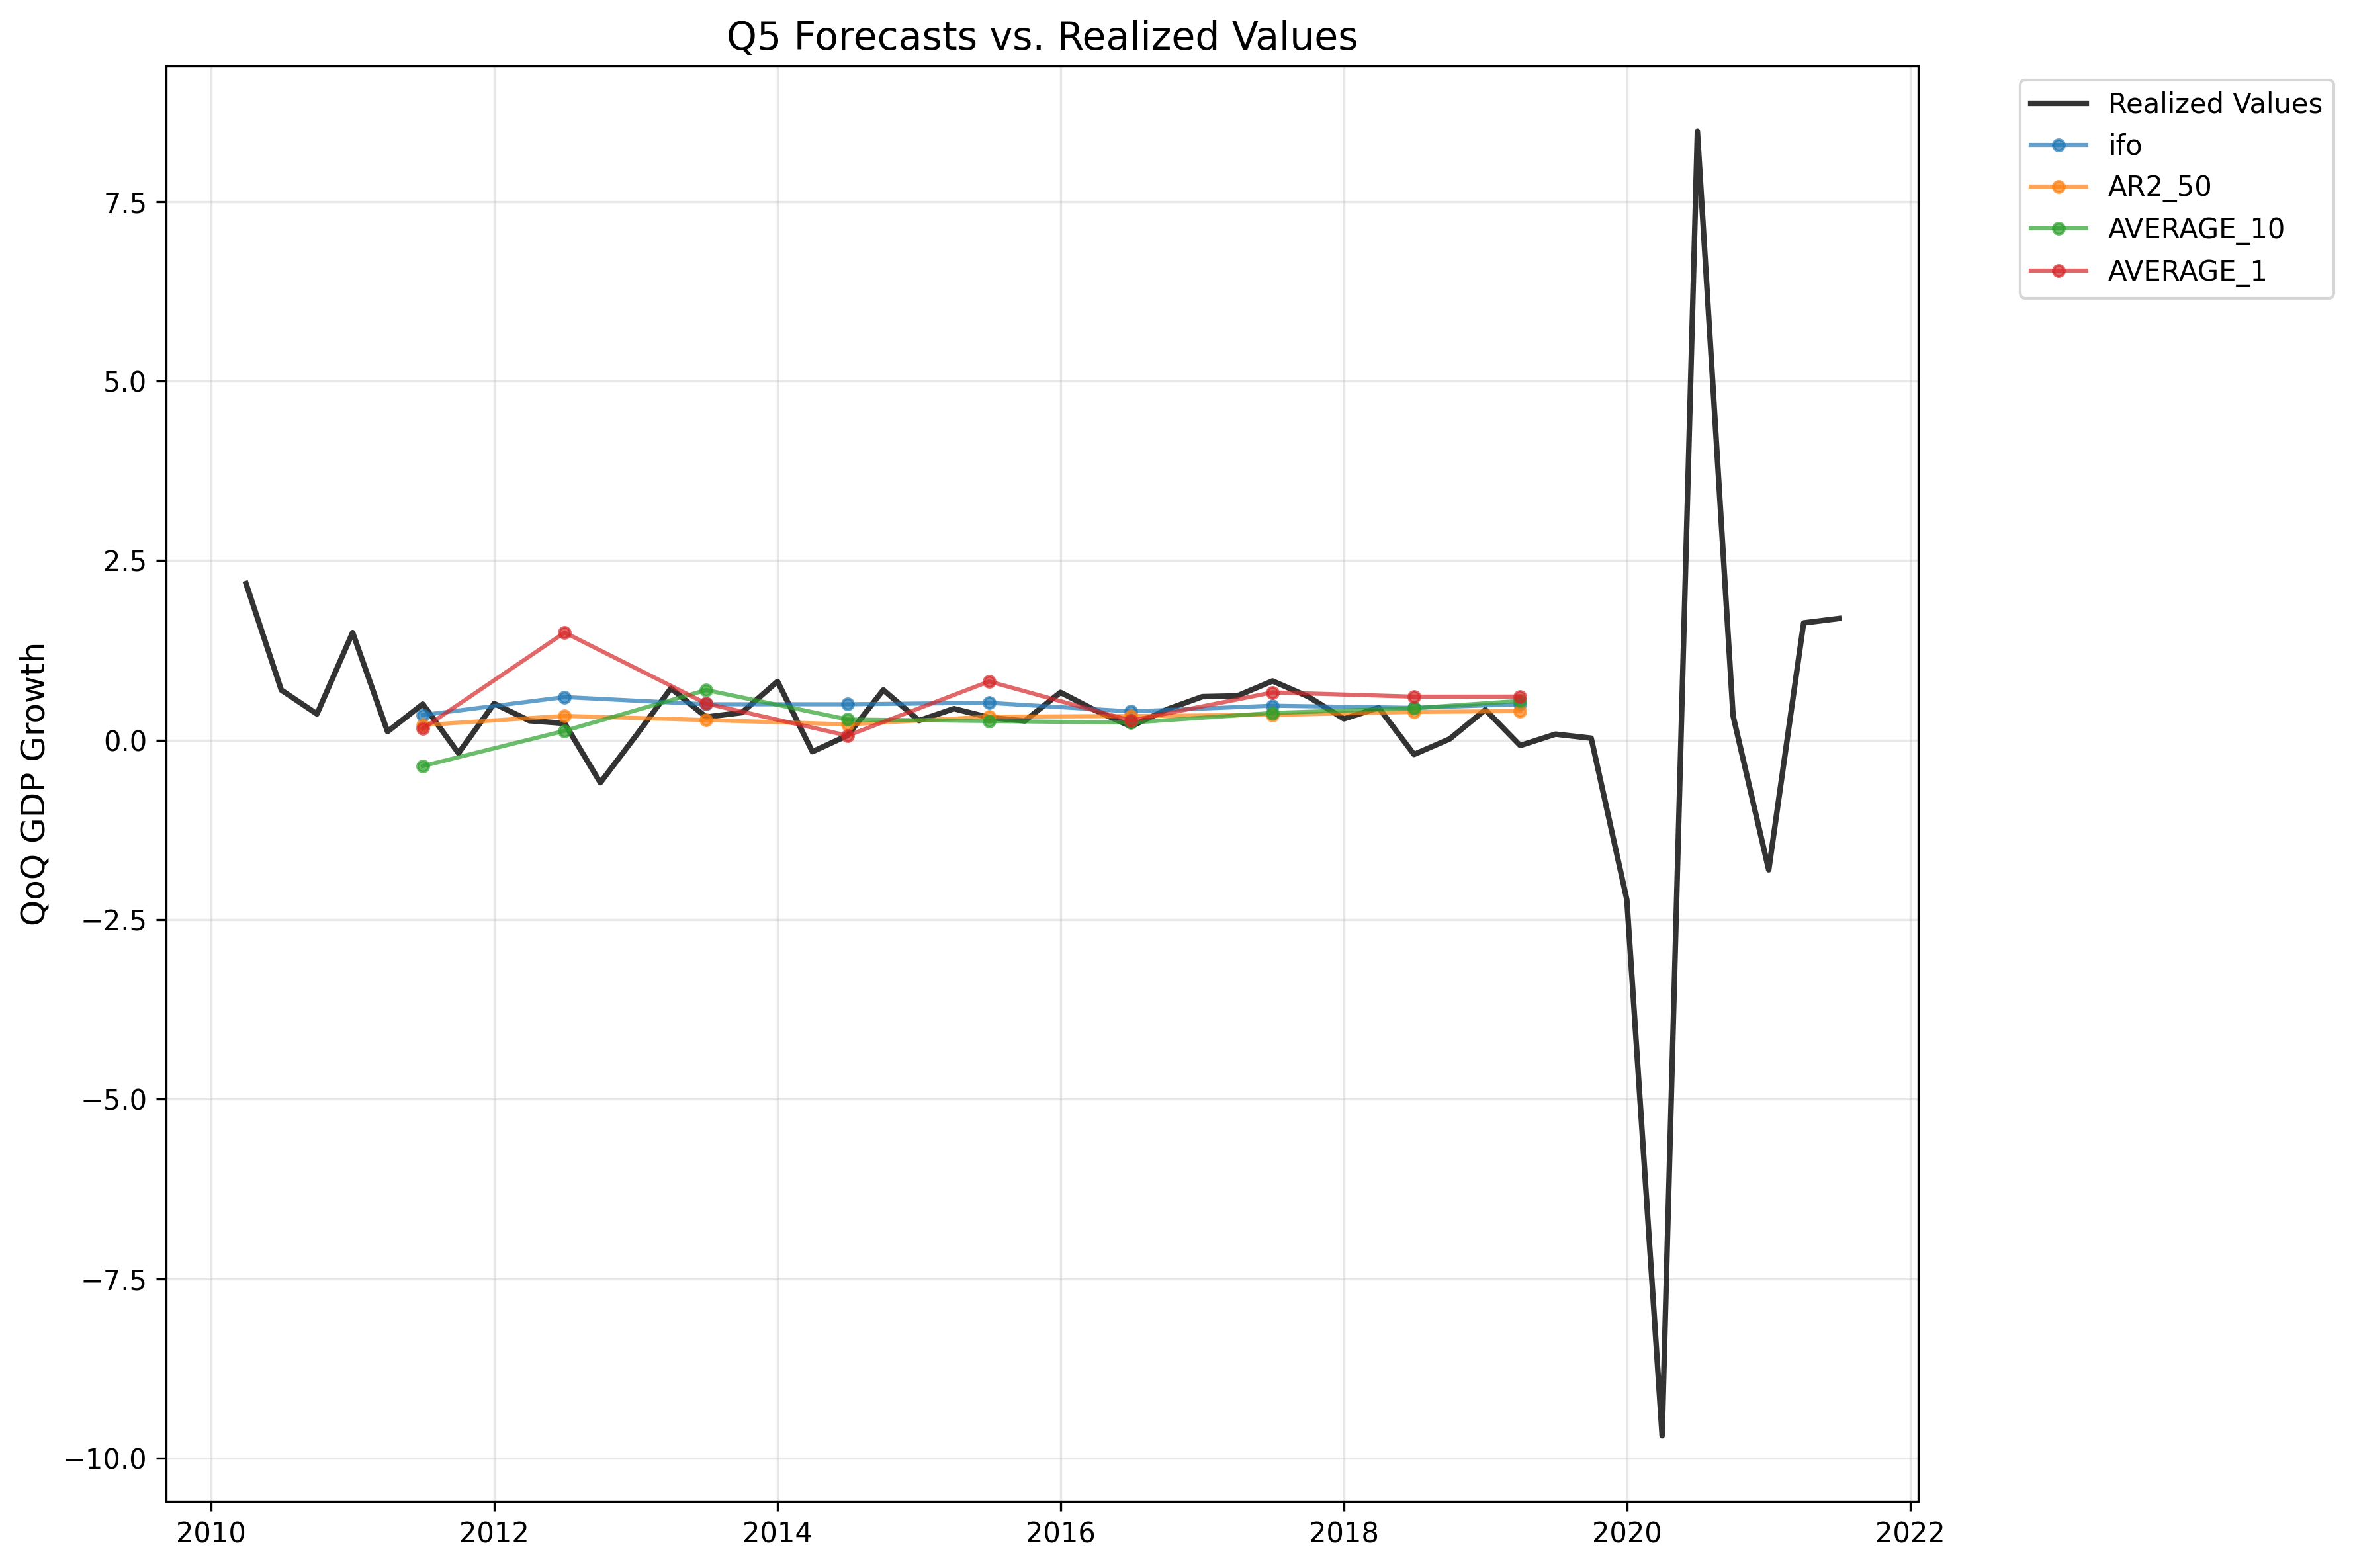 Q5 Forecasts vs. Realized Values
Realized Values
ifo
AR2_50
AVERAGE_10
AVERAGE_1
QoQ GDP Growth
7.5
5.0
2.5
0.0
−2.5
−5.0
−7.5
−10.0
2010
2012
2014
2016
2018
2020
2022